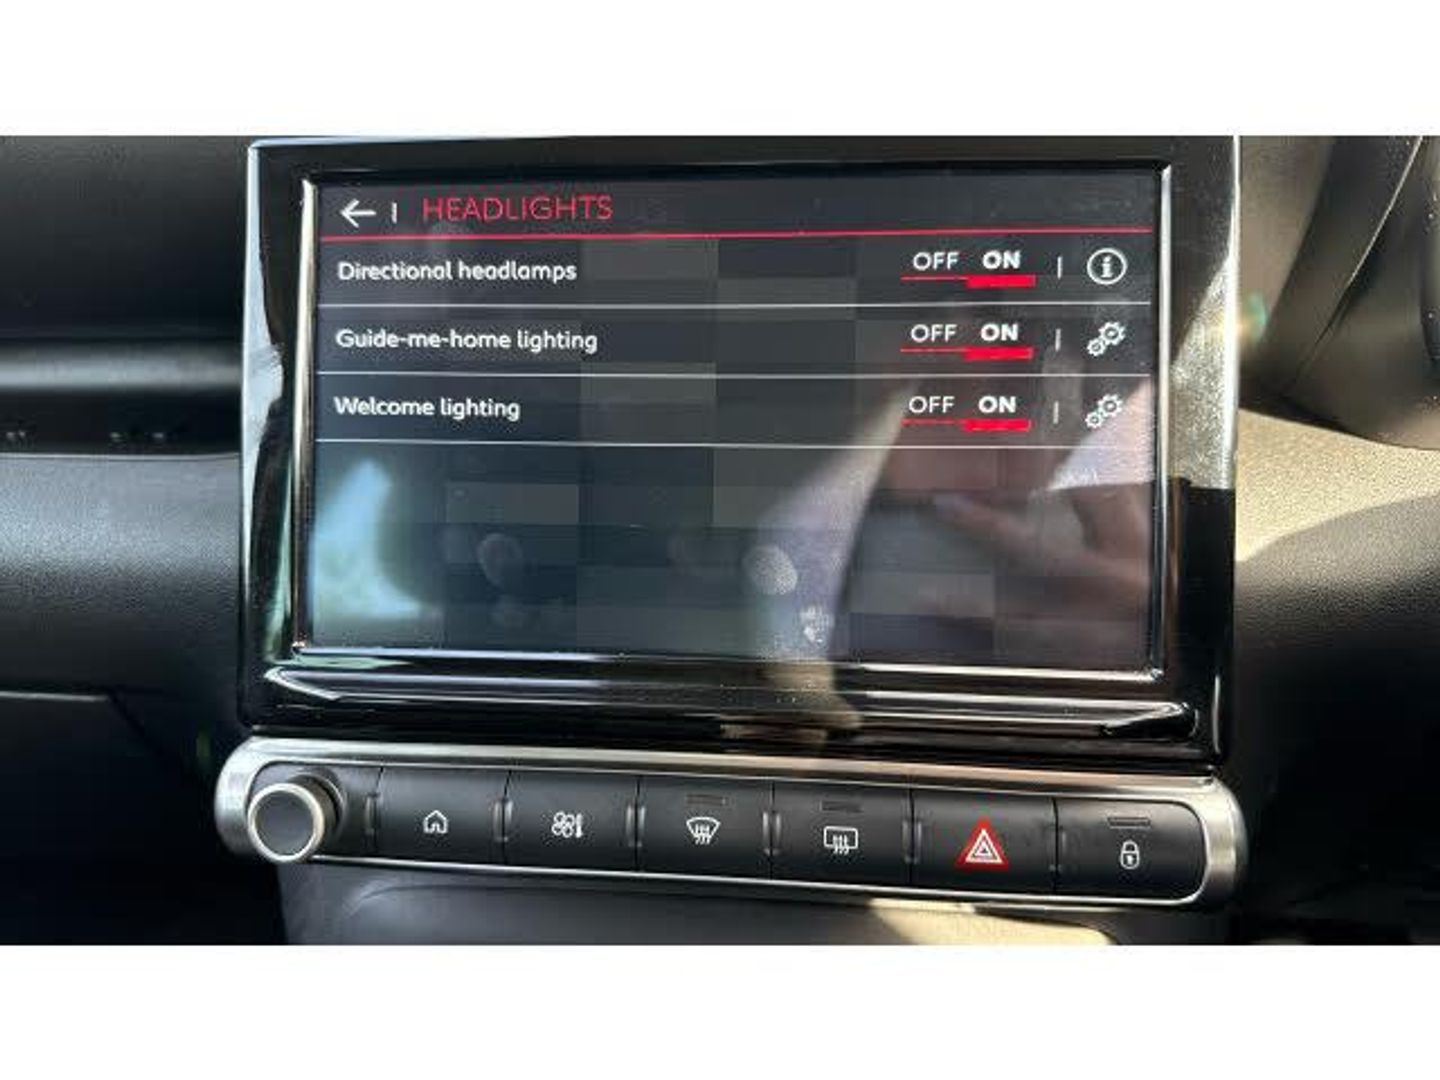 HEADLIGHTS
Directional headlamps OFF ON
Guide-me-home lighting OFF ON
Welcome lighting OFF ON